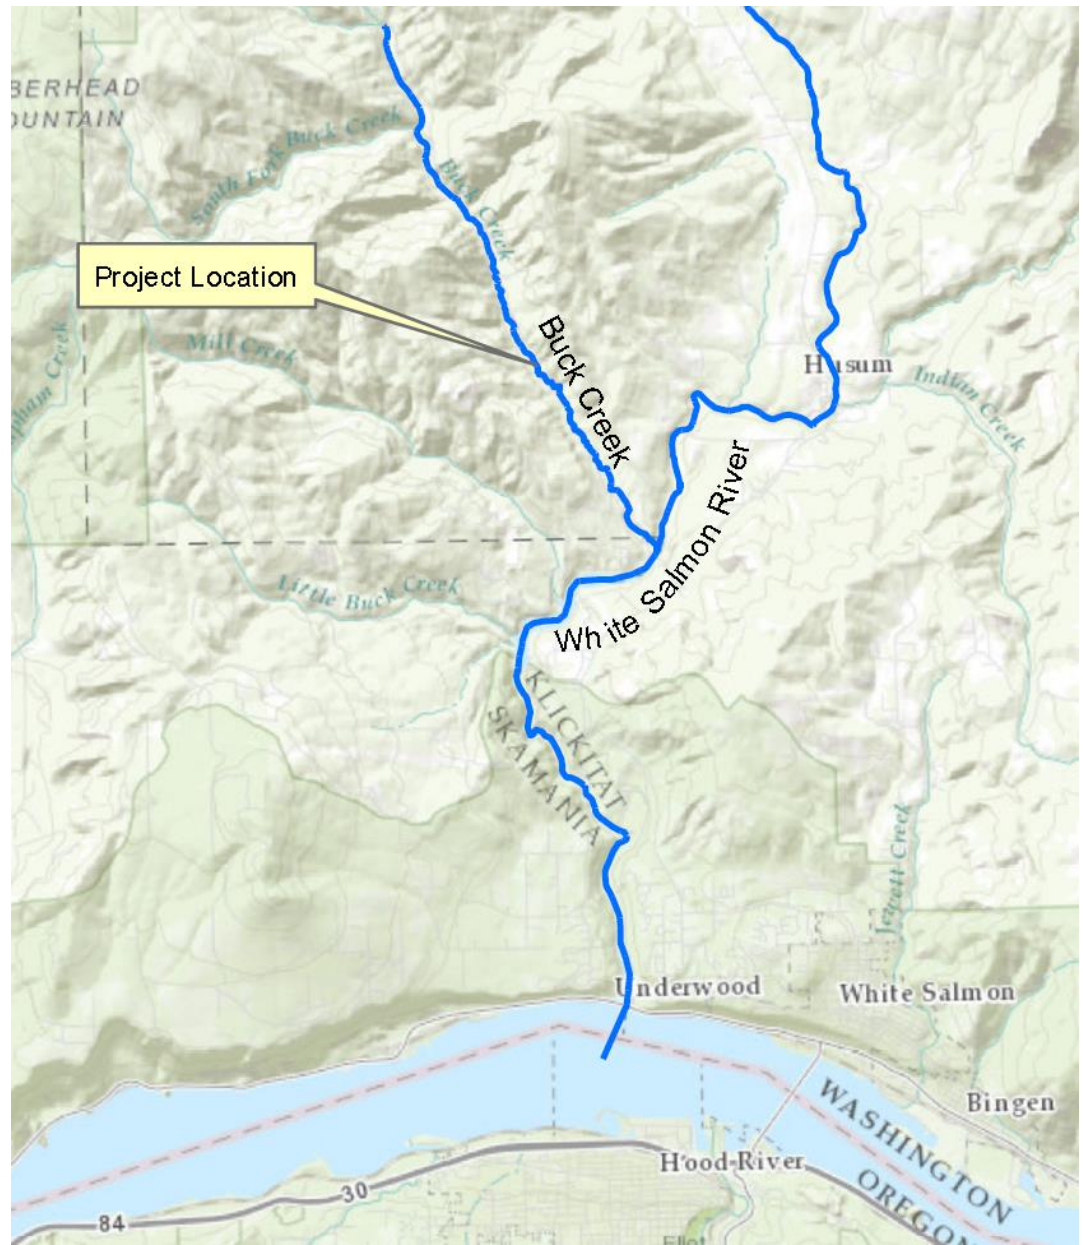 BERHEAD
OUNTAIN
South Fork Buck Creek
Buck Creek
Project Location
Mill Creek
Buck Creek
Husum
Indian Creek
White Salmon River
Little Buck Creek
KLICKITAT
SKAMANIA
Jewett Creek
Underwood
White Salmon
Bingen
WASHINGTON
OREGON
Hood River
30
84